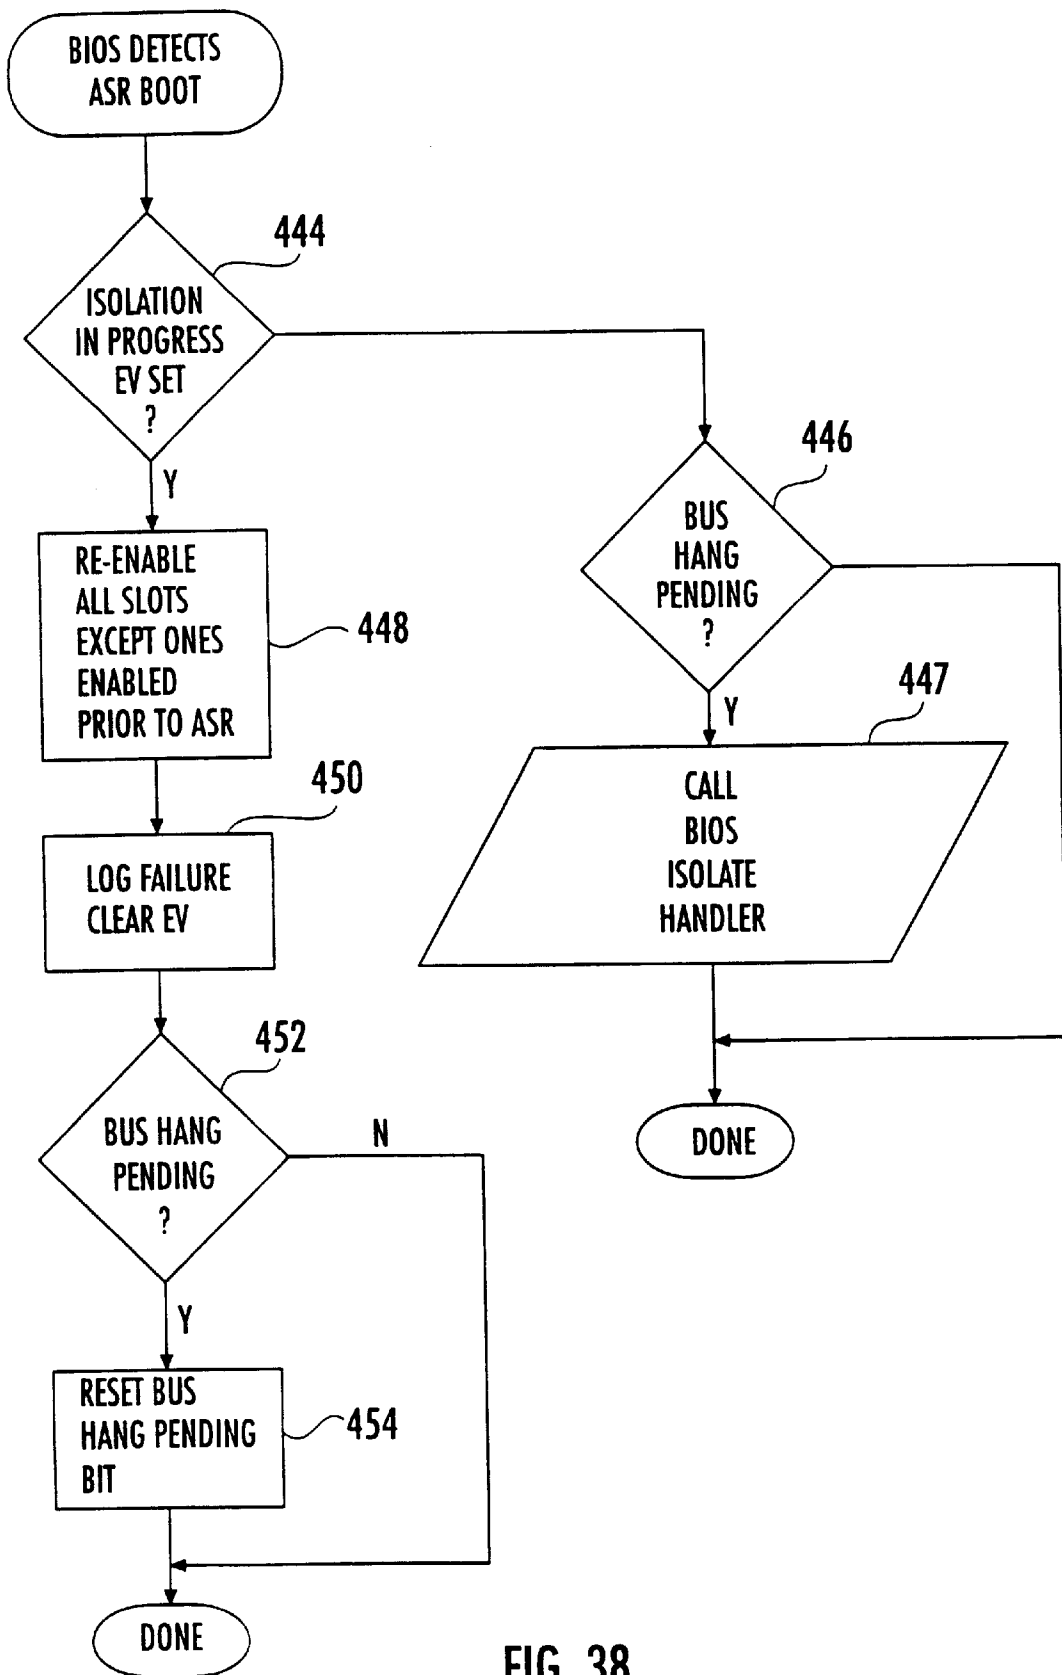 BIOS DETECTS
ASR BOOT
444
ISOLATION
IN PROGRESS
EV SET
?
Y
446
BUS
HANG
PENDING
?
Y
RE-ENABLE
ALL SLOTS
EXCEPT ONES
ENABLED
PRIOR TO ASR
448
447
CALL
BIOS
ISOLATE
HANDLER
450
LOG FAILURE
CLEAR EV
452
BUS HANG
PENDING
?
N
Y
DONE
RESET BUS
HANG PENDING
BIT
454
DONE
FIG. 38